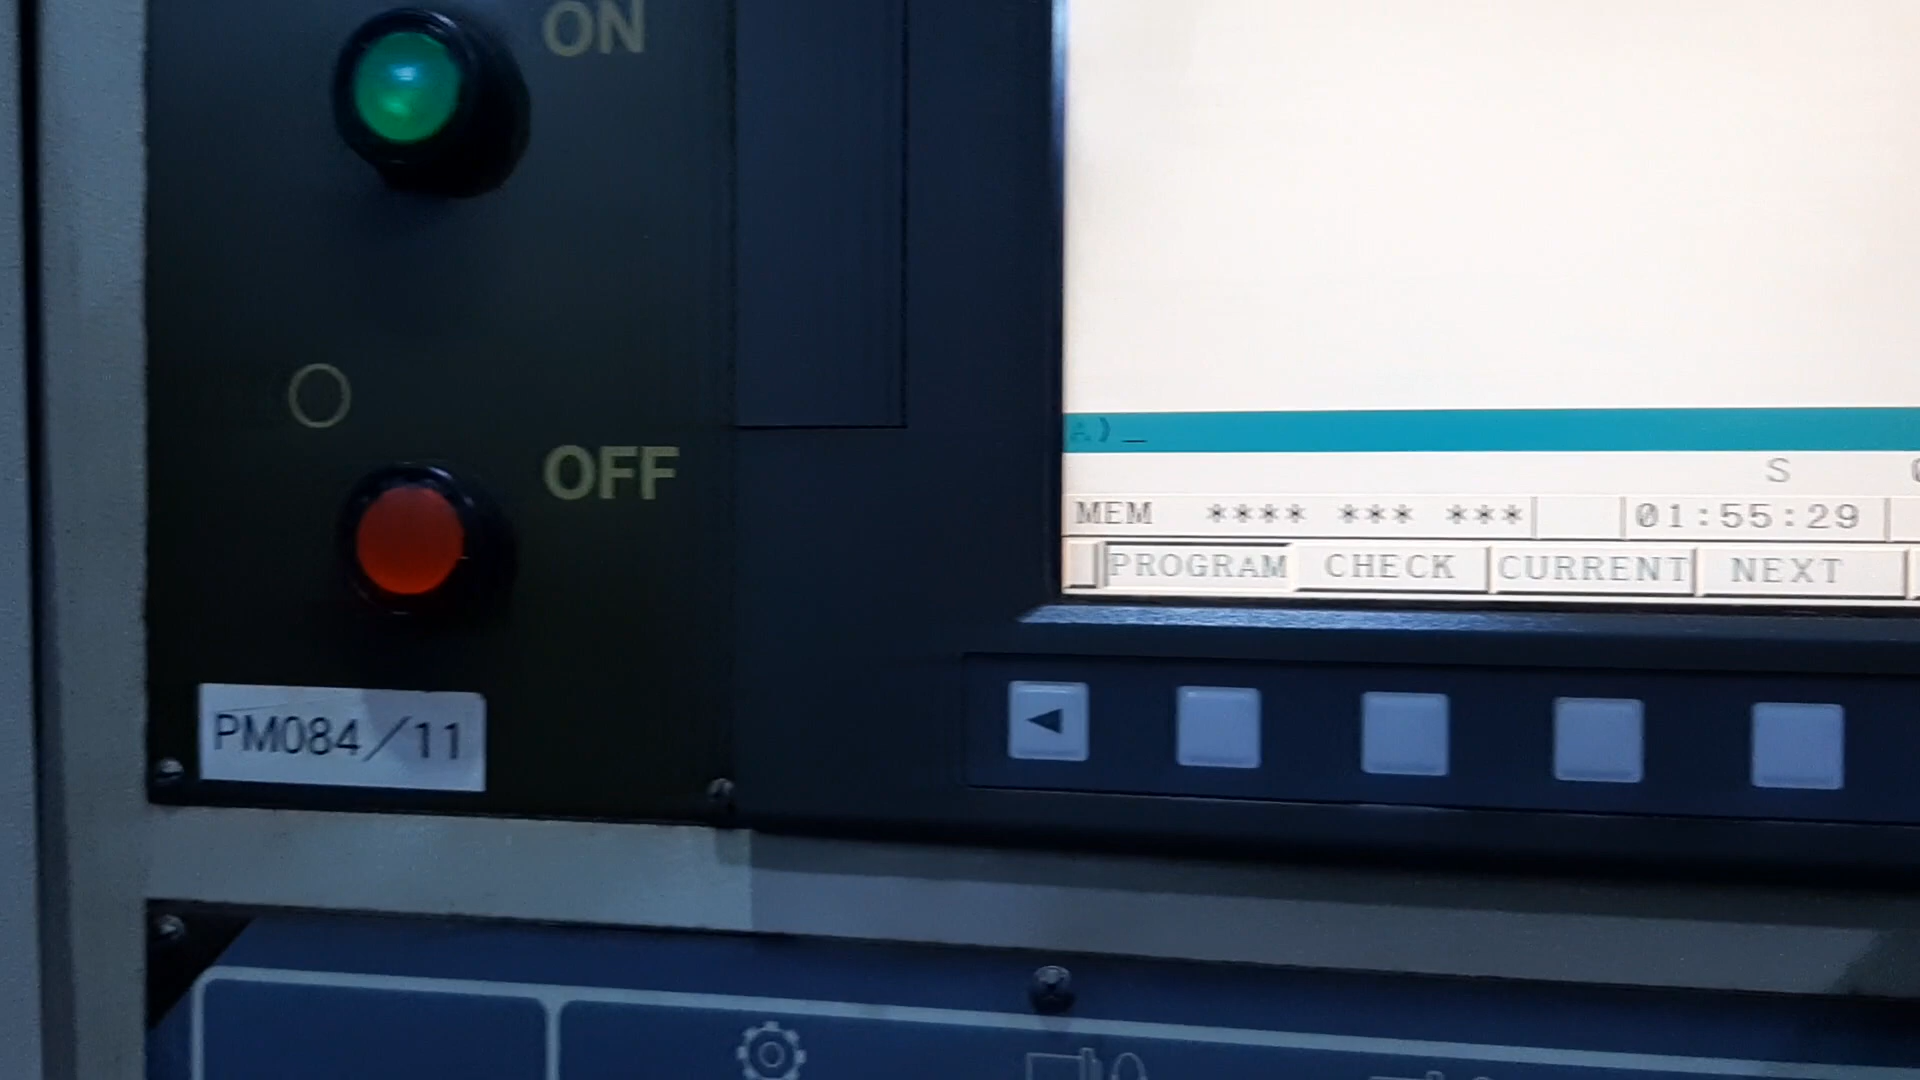 ON
OFF
PM084/11
A)_
S
MEM **** *** ***
01:55:29
PROGRAM
CHECK
CURRENT
NEXT